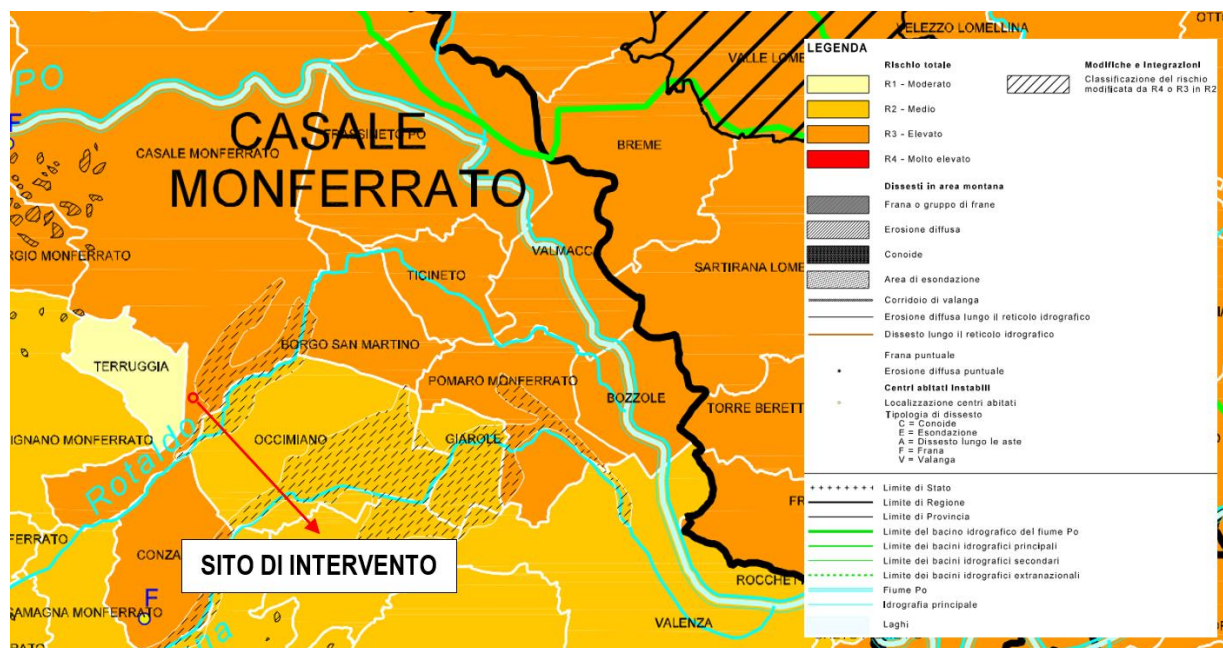 PO
F
CASALE
MONFERRATO
CASALE MONFERRATO
FRASSINETO PO
BREME
VELEZZO LOMELLINA
OTT
VALLE LOM
RGIO MONFERRATO
TICINETO
VALMACC
SARTIRANA LOME
TERRUGGIA
BORGO SAN MARTINO
POMARO MONFERRATO
BOZZOLE
TORRE BERETT
IGNANO MONFERRATO
OCCIMIANO
GIAROLE
Rotaldo
FERRATO
CONZA
SITO DI INTERVENTO
FR
ROCCHET
F
SAMAGNA MONFERRATO
VALENZA
RATO
LEGENDA
Rischio totale
R1 - Moderato
R2 - Medio
R3 - Elevato
R4 - Molto elevato
Modifiche e Integrazioni
Classificazione del rischio
modificata da R4 o R3 in R2
Dissesti in area montana
Frana o gruppo di frane
Erosione diffusa
Conoide
Area di esondazione
Corridoio di valanga
Erosione diffusa lungo il reticolo idrografico
Dissesto lungo il reticolo idrografico
Frana puntuale
Erosione diffusa puntuale
Centri abitati instabili
Localizzazione centri abitati
Tipologia di dissesto
C = Conoide
E = Esondazione
A = Dissesto lungo le aste
F = Frana
V = Valanga
Limite di Stato
Limite di Regione
Limite di Provincia
Limite del bacino idrografico del fiume Po
Limite dei bacini idrografici principali
Limite dei bacini idrografici secondari
Limite dei bacini idrografici extranazionali
Fiume Po
Idrografia principale
Laghi